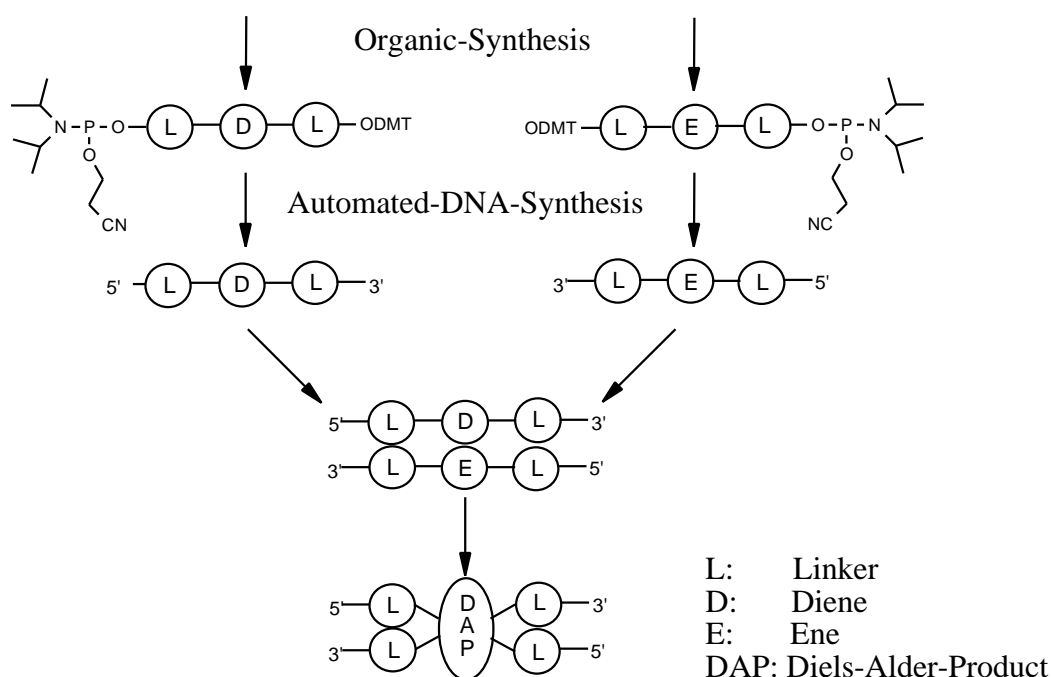 Organic-Synthesis
N P O L D L ODMT
O
CN
ODMT L E L O P N
O
NC
Automated-DNA-Synthesis
5' L D L 3'
3' L E L 5'
5' L D L 3'
3' L E L 5'
5' L D L 3'
A
3' L P L 5'
L: Linker
D: Diene
E: Ene
DAP: Diels-Alder-Product